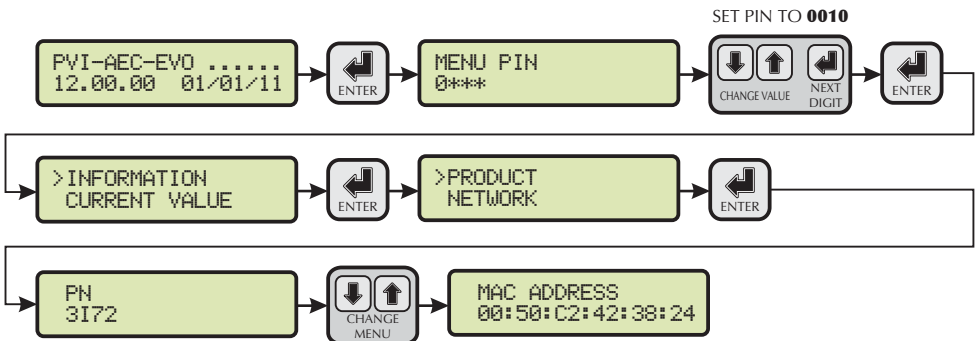 SET PIN TO 0010
PVI-AEC-EVO ......
12.00.00 01/01/11
ENTER
MENU PIN
0***
CHANGE VALUE
NEXT
DIGIT
ENTER
>INFORMATION
CURRENT VALUE
ENTER
>PRODUCT
NETWORK
ENTER
PN
3I72
CHANGE
MENU
MAC ADDRESS
00:50:C2:42:38:24